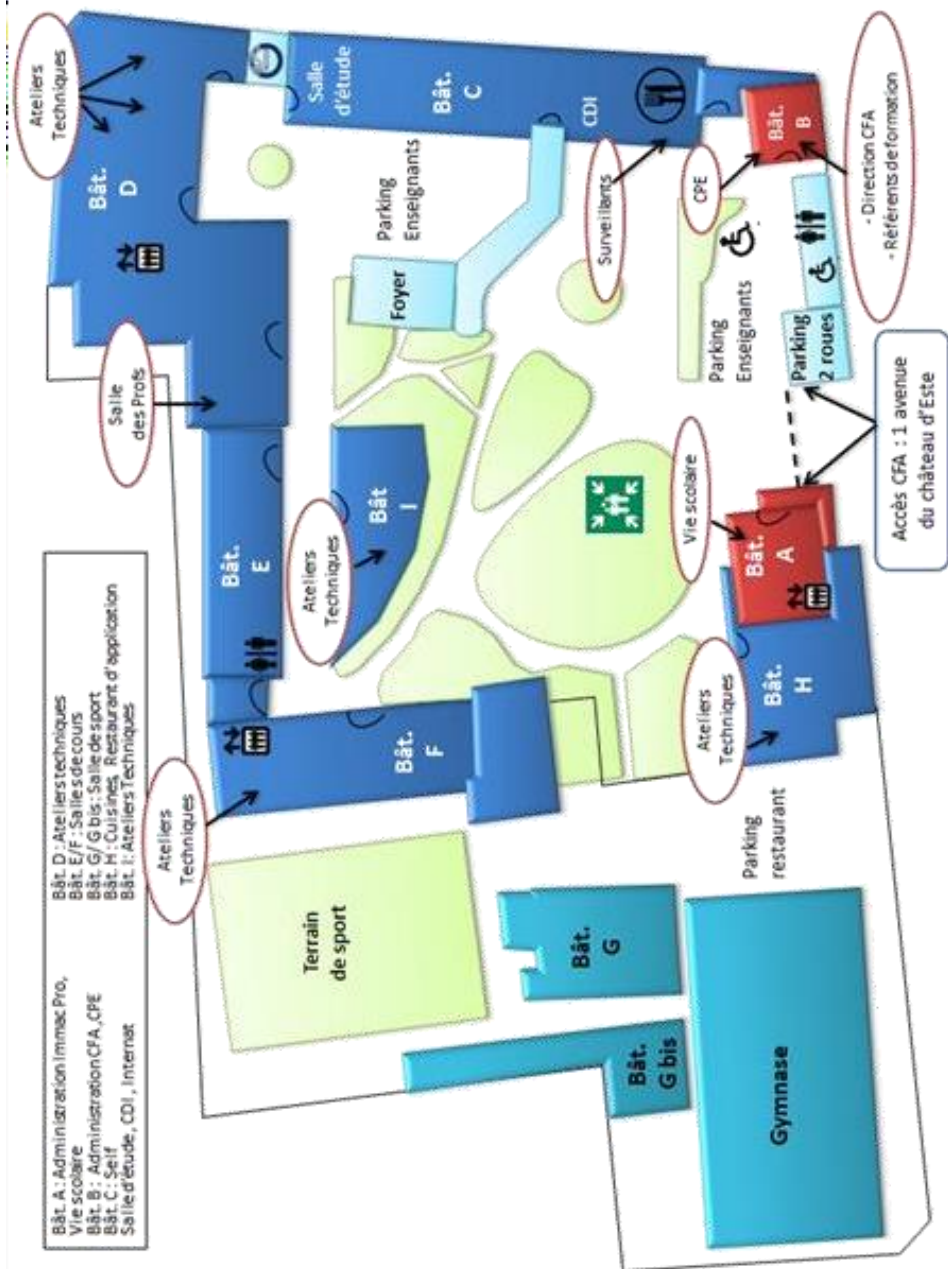 Bât. A : Administration Immac Pro,
Vie scolaire
Bât. B : Administration CFA, CPE
Bât. C : Self
Salle d'étude, CDI, Internat
Bât. D : Ateliers techniques
Bât. E/F : Salles de cours
Bât. G/ G bis : Salle de sport
Bât. H : Cuisines, Restaurant d'application
Bât. I : Ateliers Techniques
Ateliers
Techniques
Salle
des Profs
Ateliers
Techniques
Bât.
D
Bât.
E
Bât.
F
Terrain
de sport
Ateliers
Techniques
Bât
I
Salle
d'étude
Bât.
C
CDI
Parking
Enseignants
Foyer
Surveillants
CPE
Bât.
B
- Direction CFA
- Référents de formation
Parking
Enseignants
Parking
2 roues
Accès CFA : 1 avenue
du château d'Este
Vie scolaire
Bât.
A
Ateliers
Techniques
Bât.
H
Parking
restaurant
Bât.
G
Bât.
G bis
Gymnase